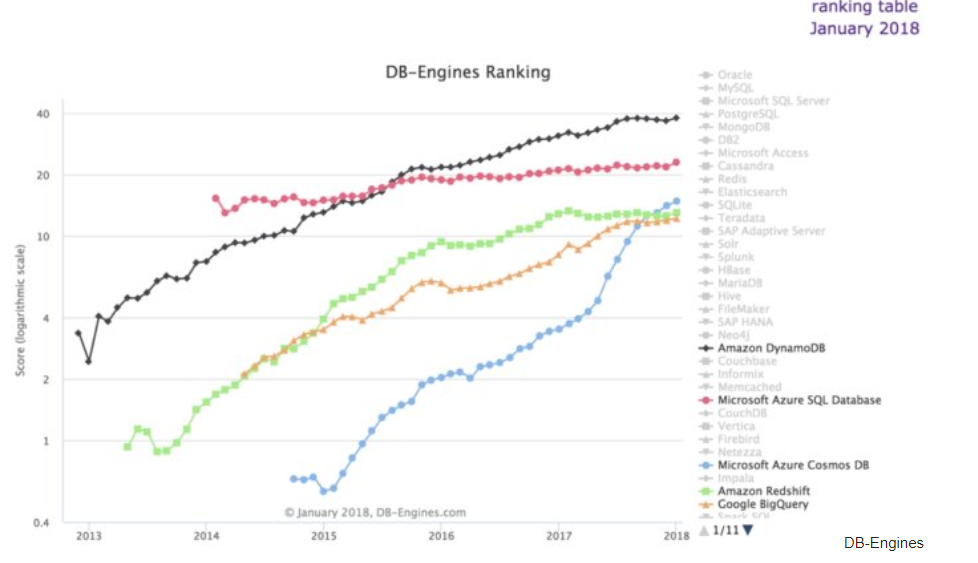 ranking table
January 2018
DB-Engines Ranking
Score (logarithmic scale)
40
20
10
4
2
1
0.4
2013
2014
2015
2016
2017
2018
© January 2018, DB-Engines.com
Oracle
MySQL
Microsoft SQL Server
PostgreSQL
MongoDB
DB2
Microsoft Access
Cassandra
Redis
Elasticsearch
SQLite
Teradata
SAP Adaptive Server
Solr
Splunk
HBase
MariaDB
Hive
FileMaker
SAP HANA
Neo4j
Amazon DynamoDB
Couchbase
Informix
Memcached
Microsoft Azure SQL Database
CouchDB
Vertica
Firebird
Netezza
Microsoft Azure Cosmos DB
Impala
Amazon Redshift
Google BigQuery
Spark SQL
1/11
DB-Engines